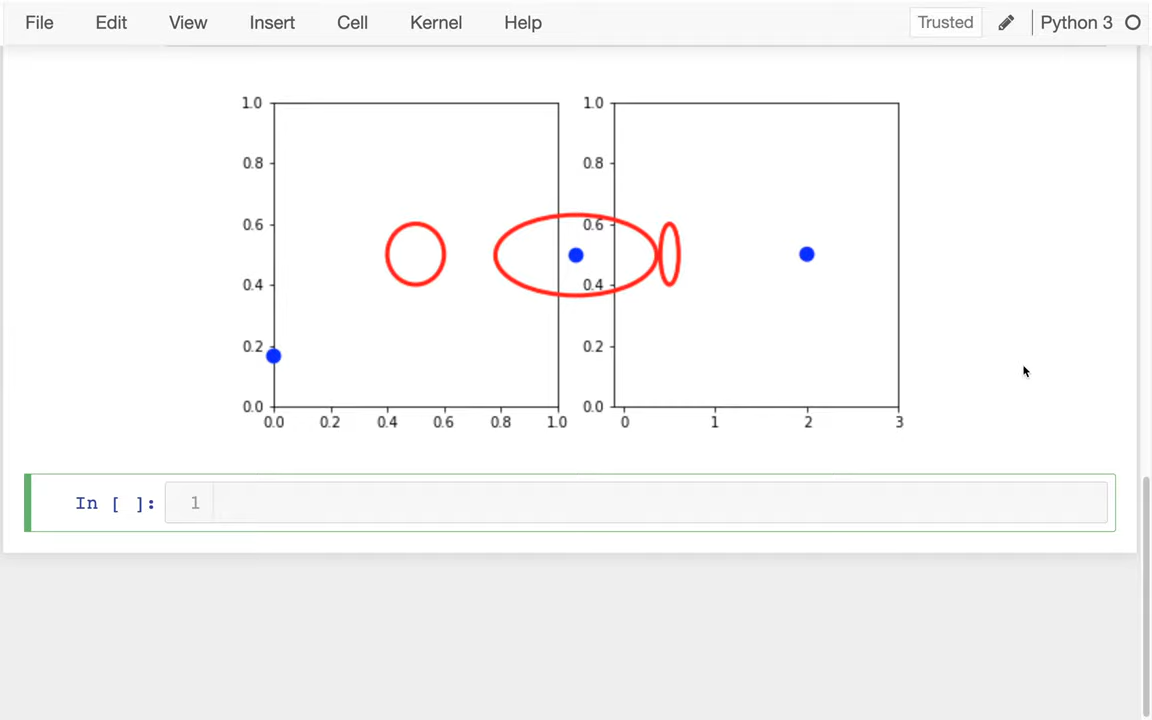 File Edit View Insert Cell Kernel Help Trusted Python 3
1.0 1.0
0.8 0.8
0.6 0.6
0.4 0.4
0.2 0.2
0.0 0.0
0.0 0.2 0.4 0.6 0.8 1.0 0 1 2 3
In [ ]: 1